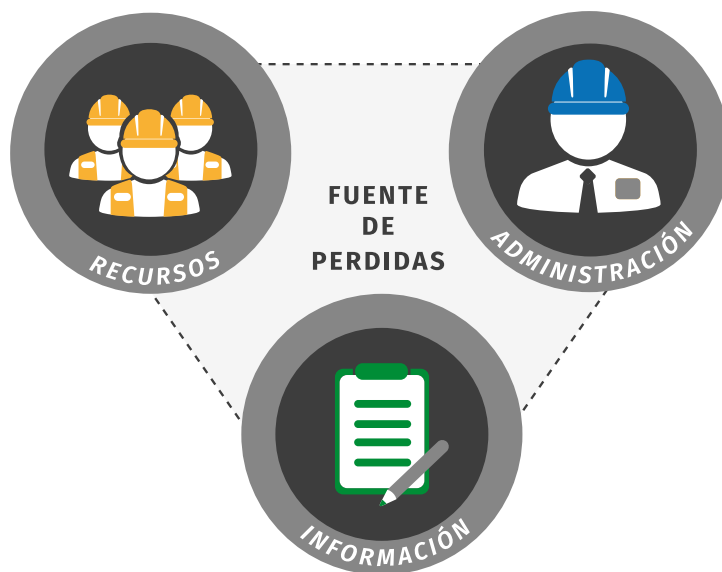 FUENTE
DE
PERDIDAS
RECURSOS
ADMINISTRACIÓN
INFORMACIÓN